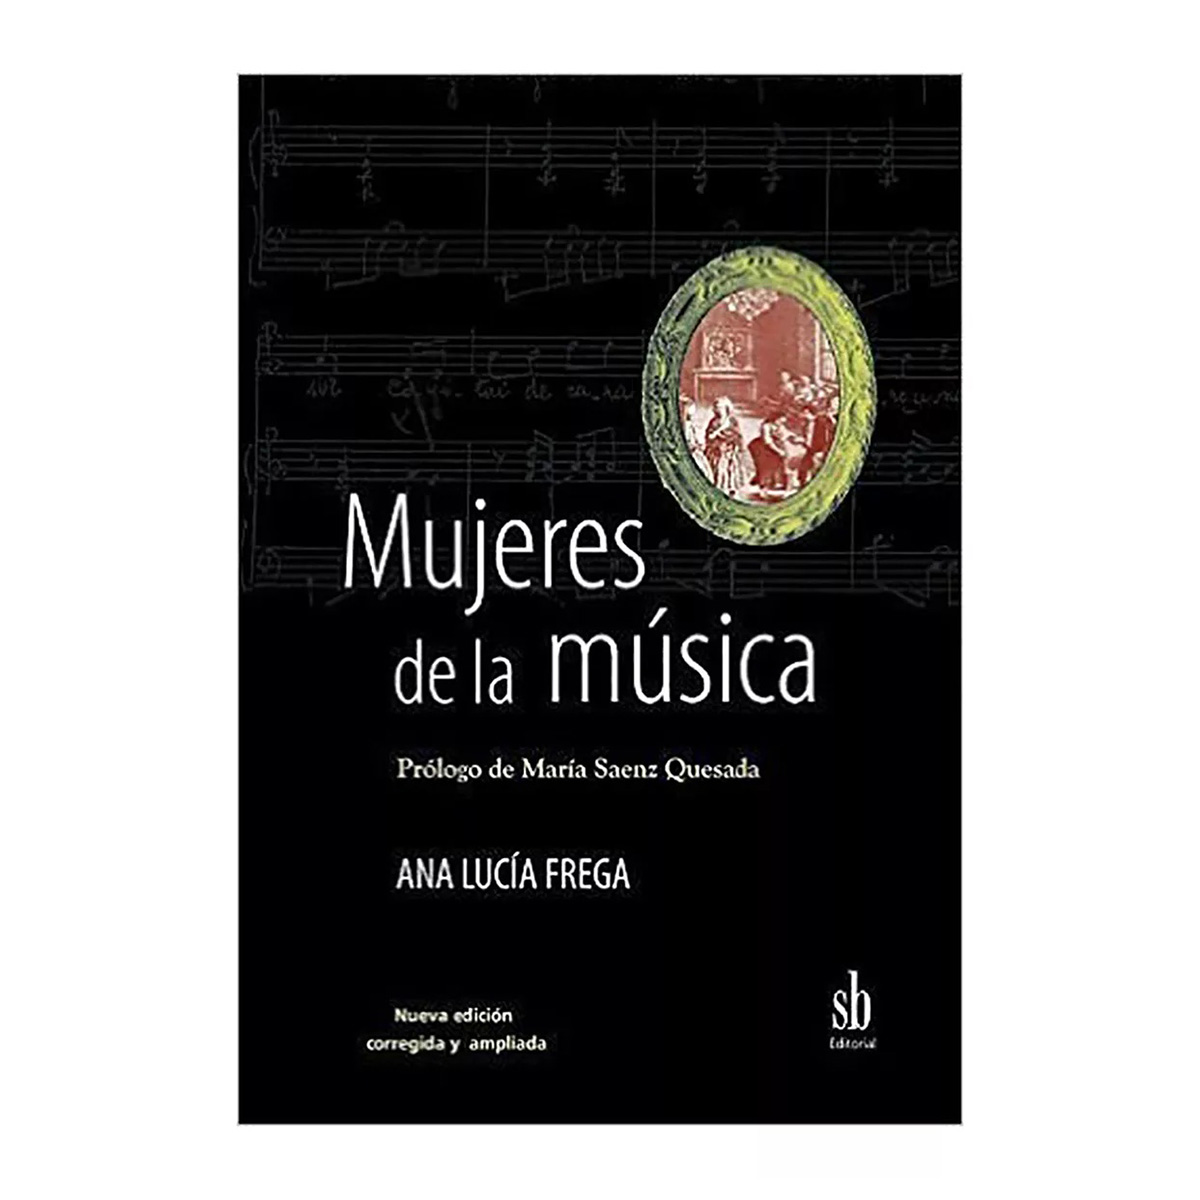 Mujeres
de la música
Prólogo de María Saenz Quesada
ANA LUCÍA FREGA
Nueva edición
corregida y ampliada
sb
Editorial